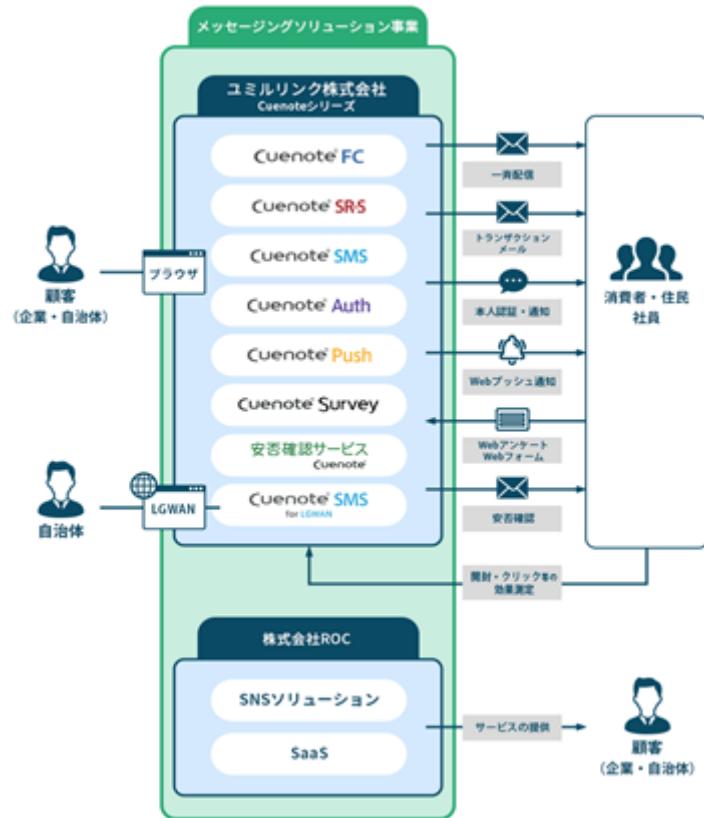 メッセージングソリューション事業
ユミルリンク株式会社
Cuenoteシリーズ
Cuenote® FC
Cuenote® SR-S
Cuenote® SMS
Cuenote® Auth
Cuenote® Push
Cuenote® Survey
安否確認サービス
Cuenote®
Cuenote® SMS
for LGWAN
顧客
（企業・自治体）
ブラウザ
自治体
LGWAN
一斉配信
トランザクション
メール
本人認証・通知
Webプッシュ通知
Webアンケート
Webフォーム
安否確認
消費者・住民
社員
開封・クリック等の
効果測定
株式会社ROC
SNSソリューション
SaaS
サービスの提供
顧客
（企業・自治体）